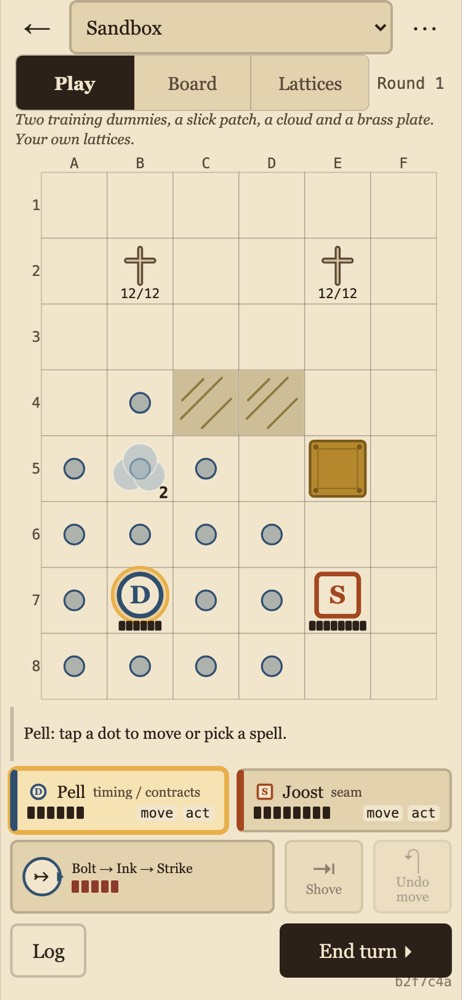 ←
Sandbox
...
Play
Board
Lattices
Round 1
Two training dummies, a slick patch, a cloud and a brass plate.
Your own lattices.
A B C D E F
1
2
12/12 12/12
3
4
5
2
6
7
D S
8
Pell: tap a dot to move or pick a spell.
D Pell timing / contracts
move act
S Joost seam
move act
Bolt → Ink → Strike
Shove
Undo
move
Log
End turn
b2f7c4a